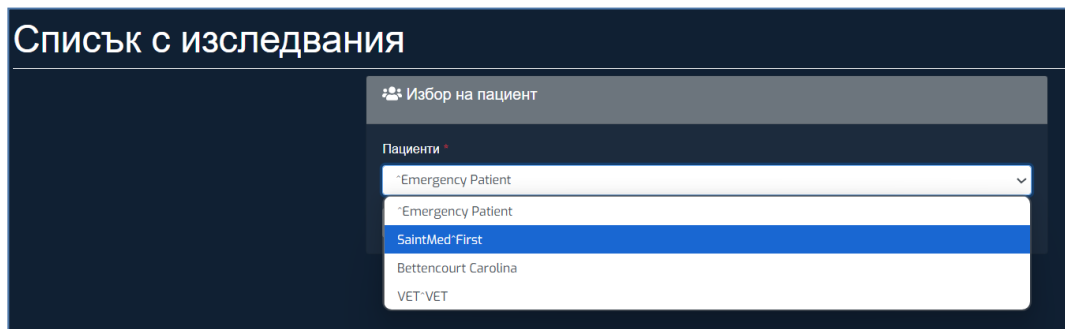 Списък с изследвания
Избор на пациент
Пациенти *
^Emergency Patient
^Emergency Patient
SaintMed^First
Bettencourt Carolina
VET^VET